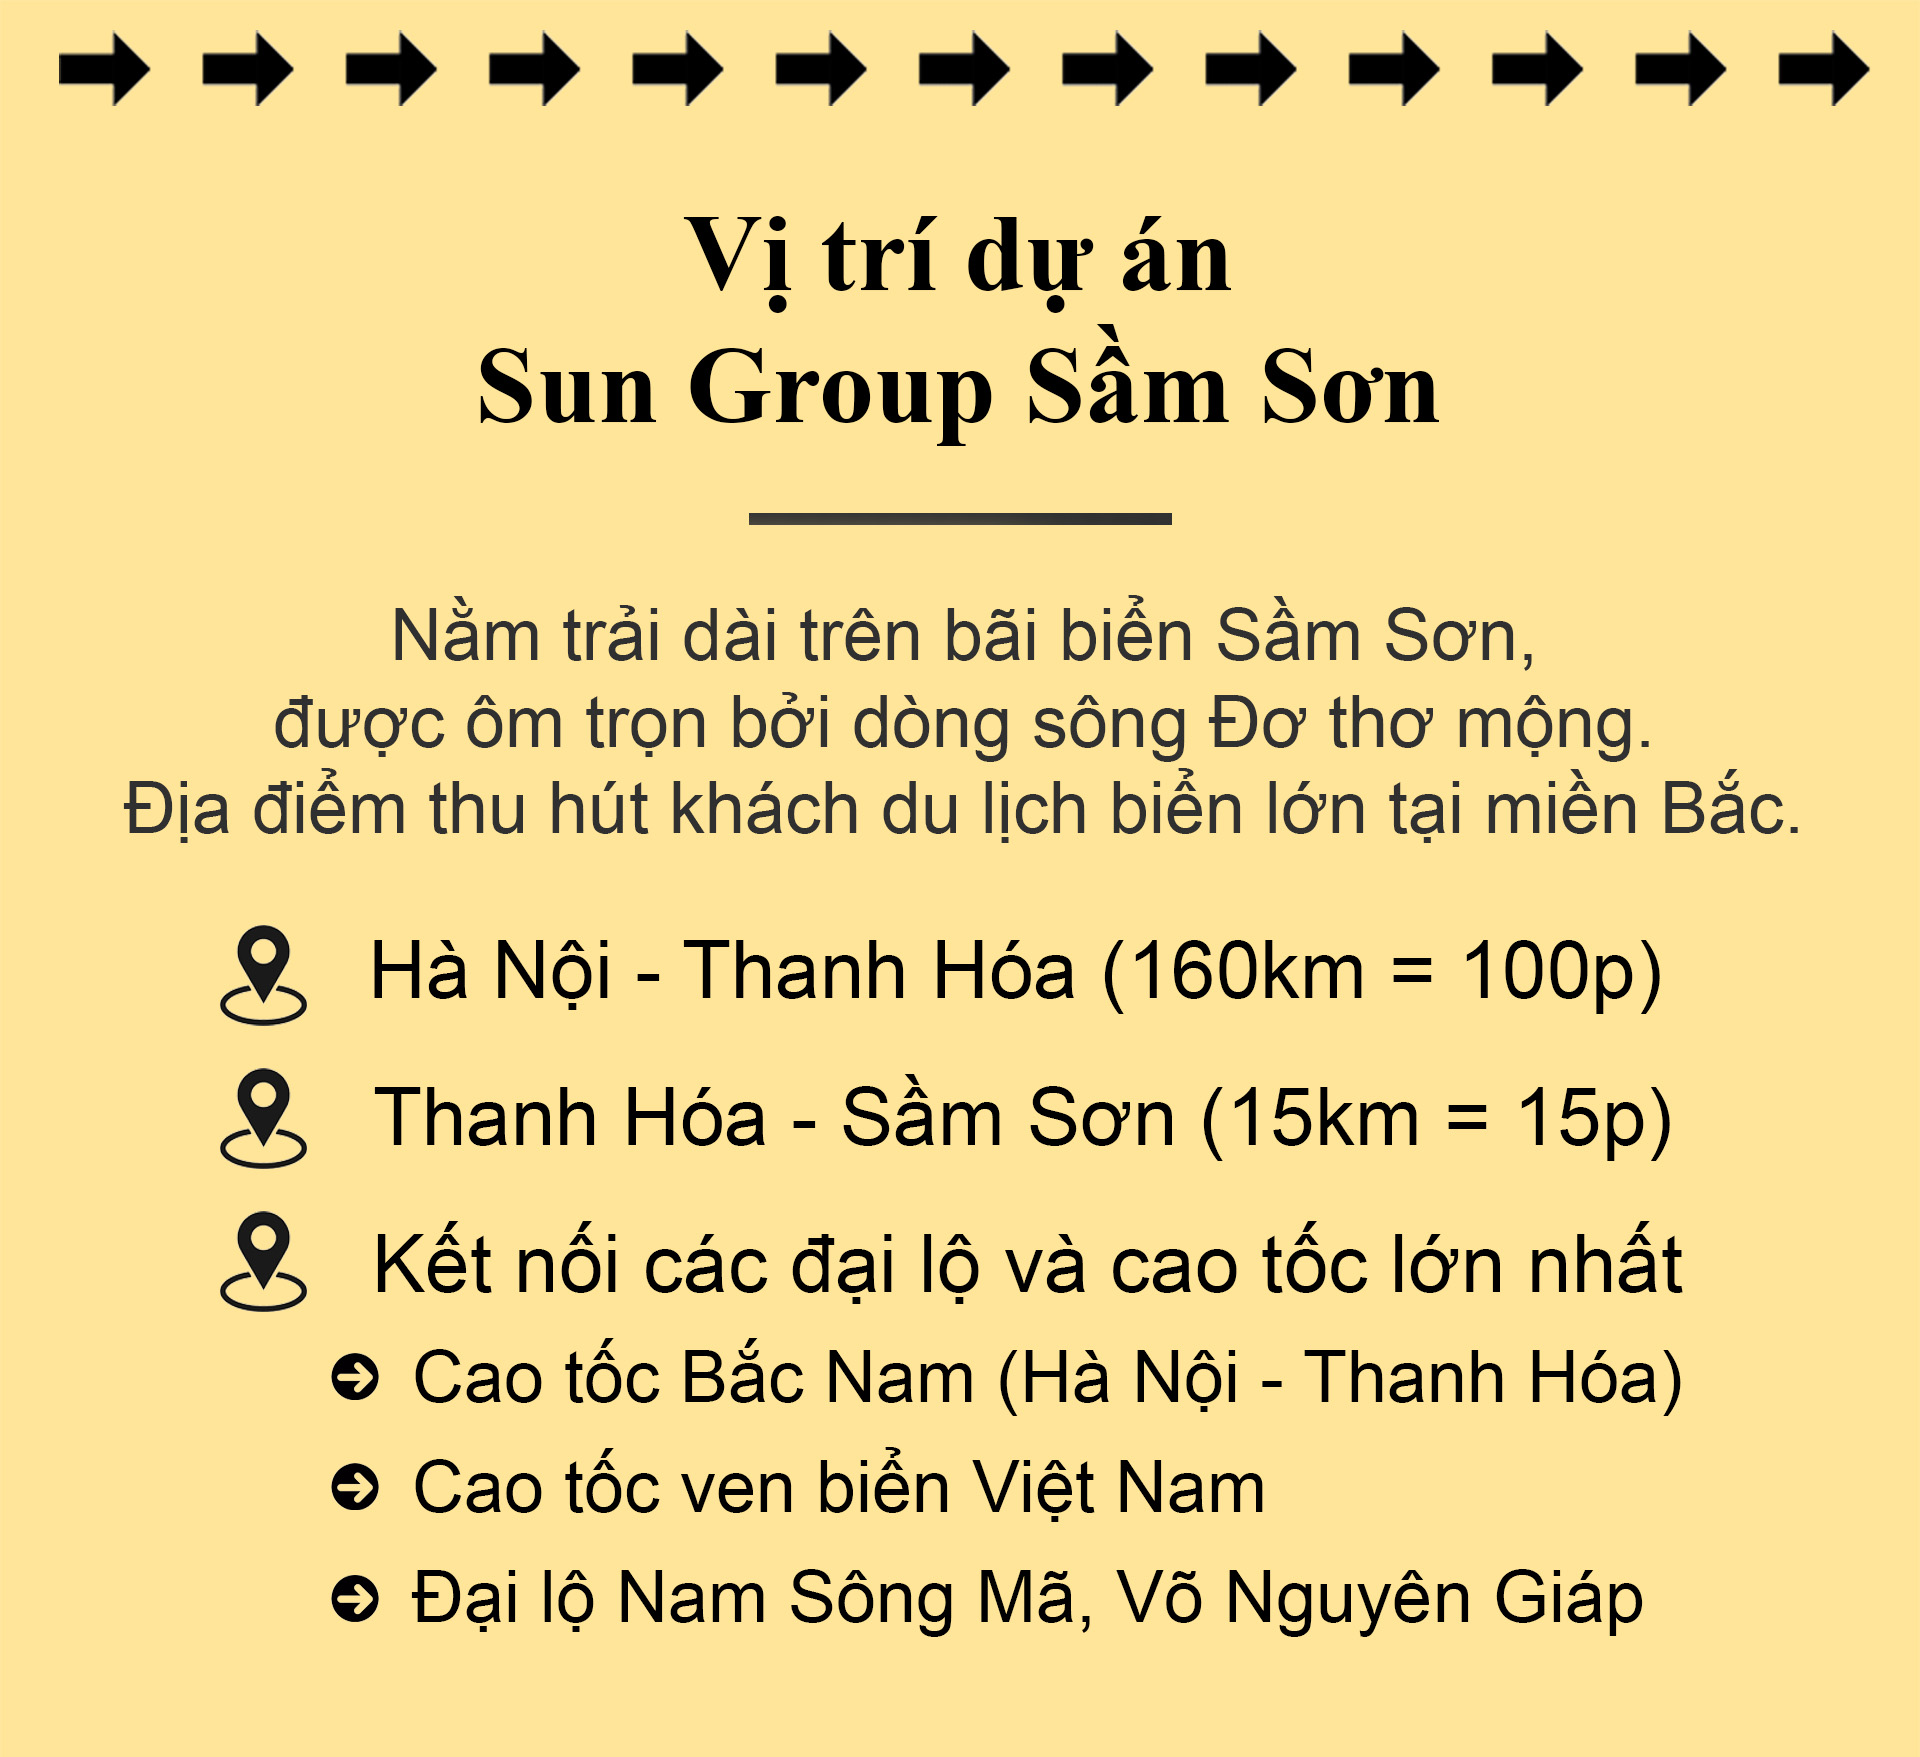 Vị trí dự án
Sun Group Sầm Sơn
Nằm trải dài trên bãi biển Sầm Sơn,
được ôm trọn bởi dòng sông Đơ thơ mộng.
Địa điểm thu hút khách du lịch biển lớn tại miền Bắc.
Hà Nội - Thanh Hóa (160km = 100p)
Thanh Hóa - Sầm Sơn (15km = 15p)
Kết nối các đại lộ và cao tốc lớn nhất
Cao tốc Bắc Nam (Hà Nội - Thanh Hóa)
Cao tốc ven biển Việt Nam
Đại lộ Nam Sông Mã, Võ Nguyên Giáp